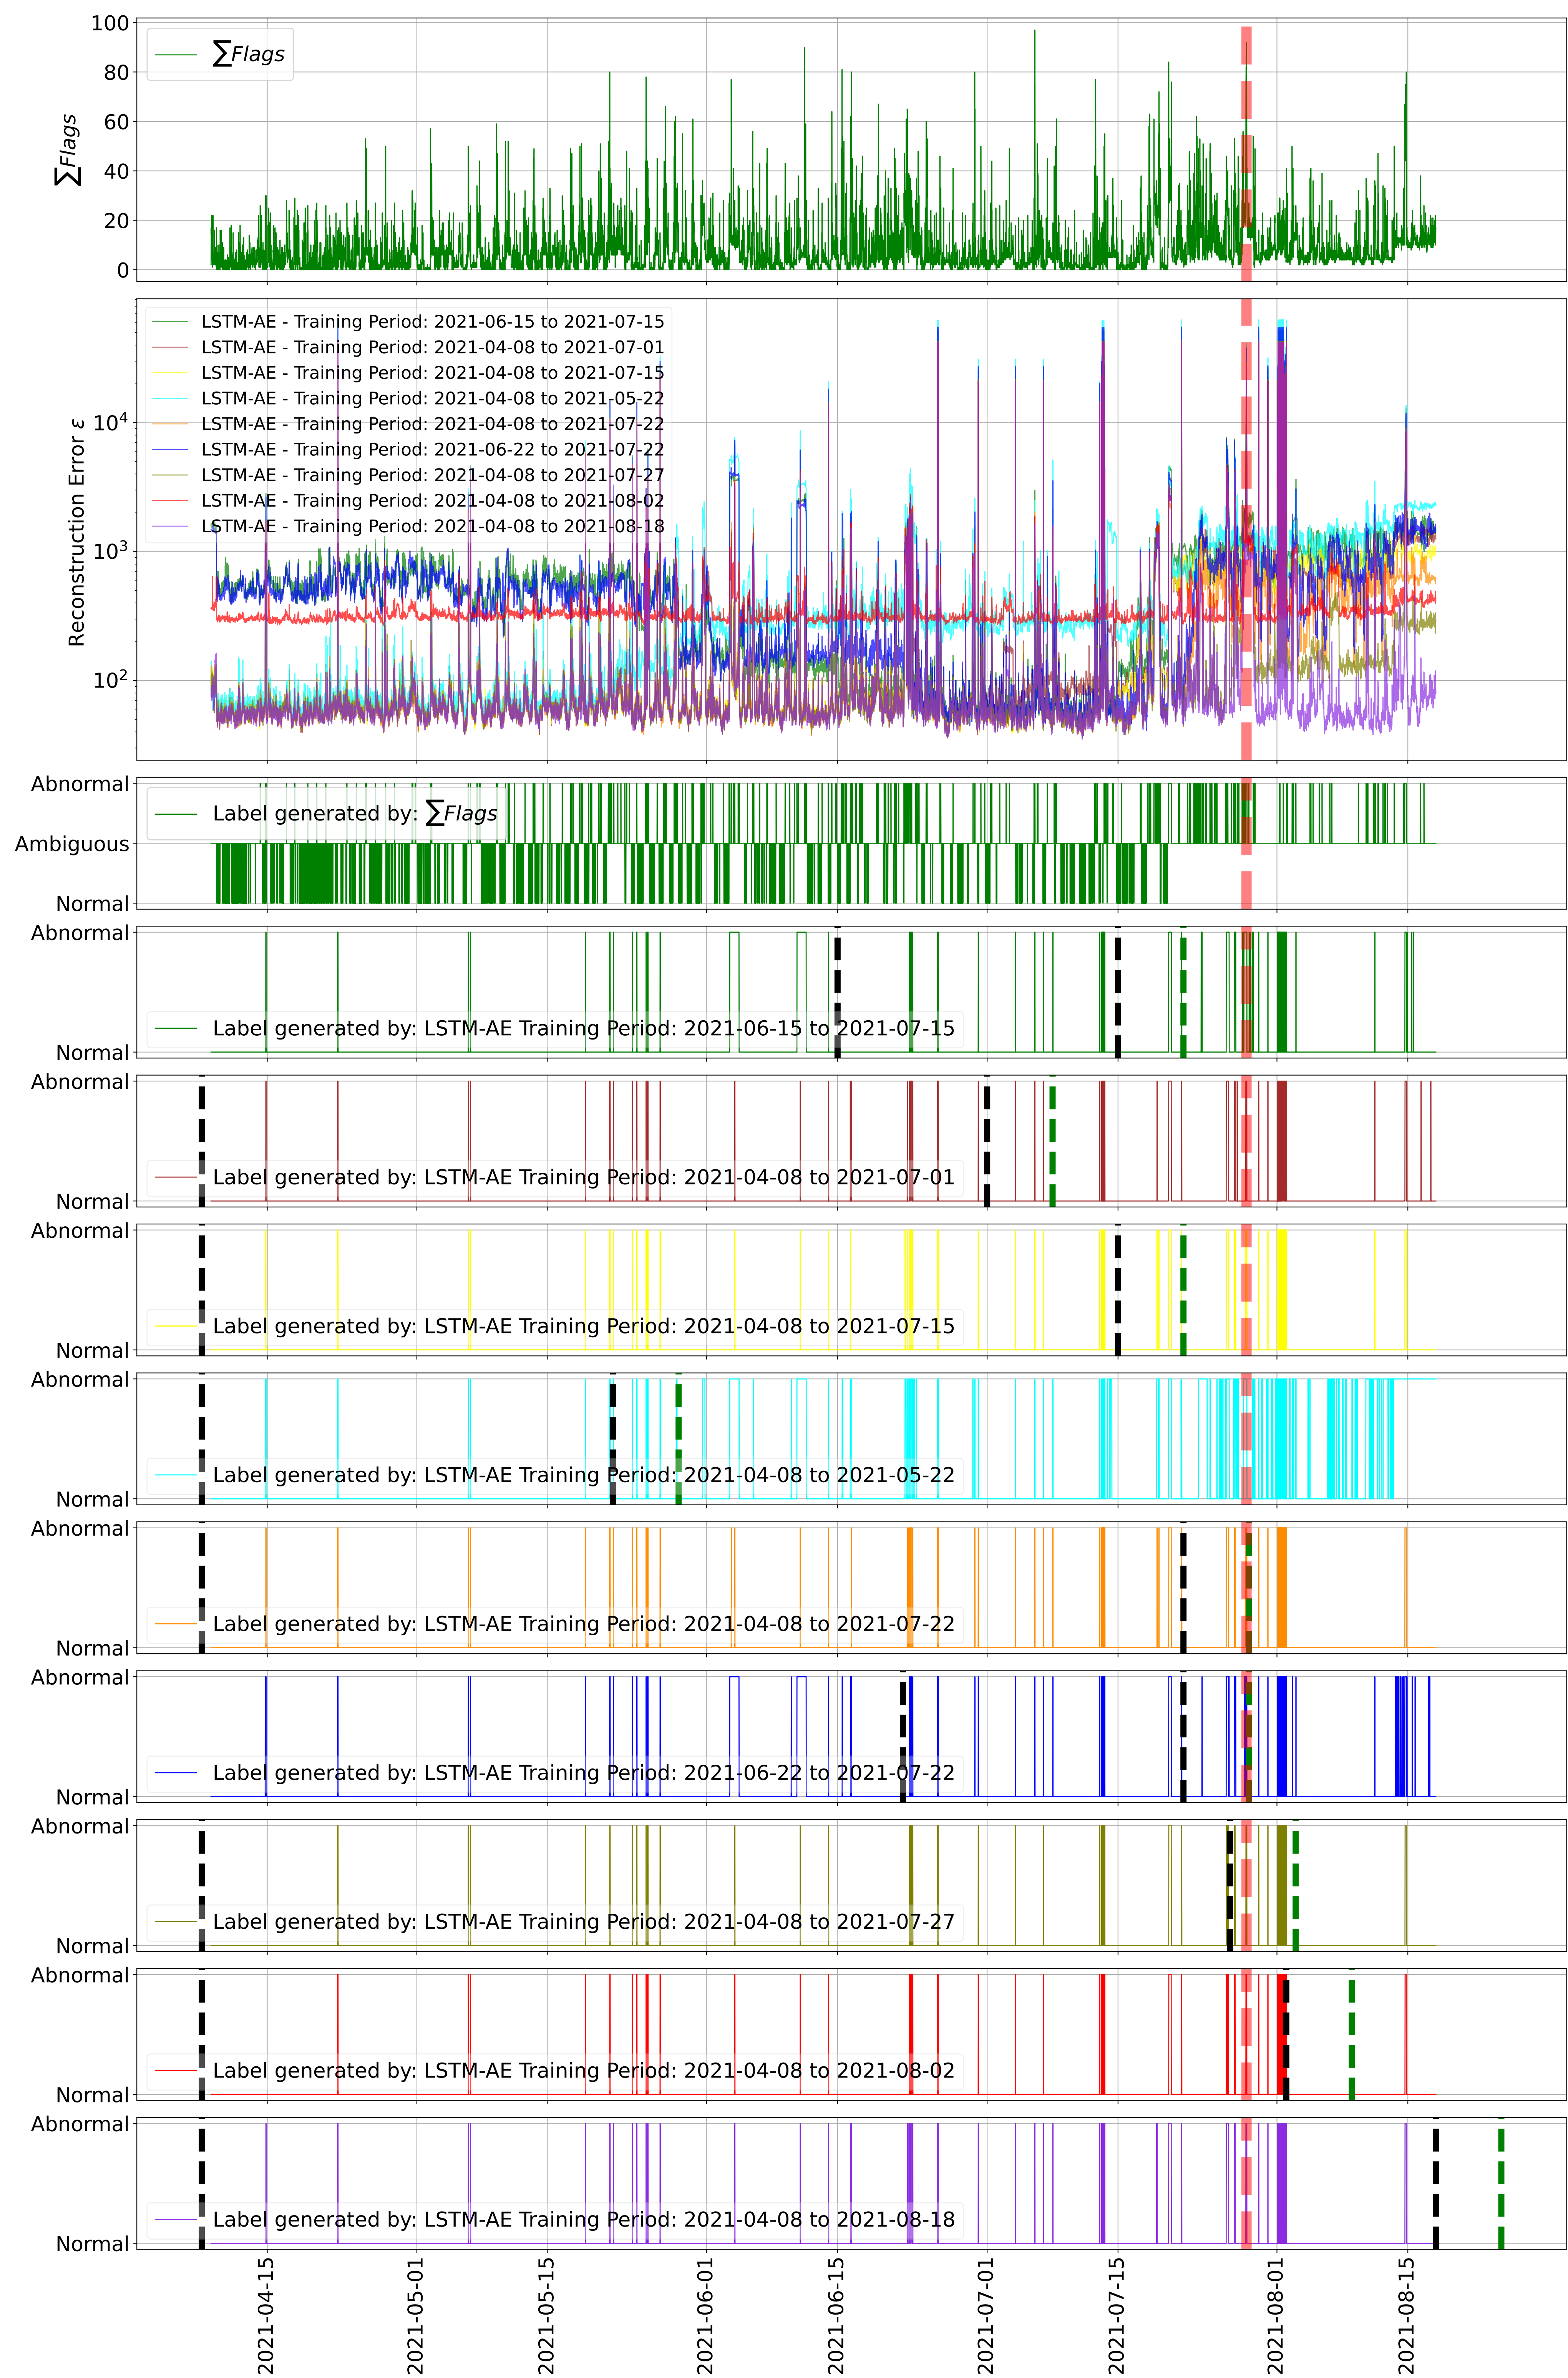 100
80
60
40
20
0
∑Flags
∑Flags
10^4
10^3
10^2
Reconstruction Error ε
LSTM-AE - Training Period: 2021-06-15 to 2021-07-15
LSTM-AE - Training Period: 2021-04-08 to 2021-07-01
LSTM-AE - Training Period: 2021-04-08 to 2021-07-15
LSTM-AE - Training Period: 2021-04-08 to 2021-05-22
LSTM-AE - Training Period: 2021-04-08 to 2021-07-22
LSTM-AE - Training Period: 2021-06-22 to 2021-07-22
LSTM-AE - Training Period: 2021-04-08 to 2021-07-27
LSTM-AE - Training Period: 2021-04-08 to 2021-08-02
LSTM-AE - Training Period: 2021-04-08 to 2021-08-18
Abnormal
Label generated by: ∑Flags
Ambiguous
Normal
Abnormal
Label generated by: LSTM-AE Training Period: 2021-06-15 to 2021-07-15
Normal
Abnormal
Label generated by: LSTM-AE Training Period: 2021-04-08 to 2021-07-01
Normal
Abnormal
Label generated by: LSTM-AE Training Period: 2021-04-08 to 2021-07-15
Normal
Abnormal
Label generated by: LSTM-AE Training Period: 2021-04-08 to 2021-05-22
Normal
Abnormal
Label generated by: LSTM-AE Training Period: 2021-04-08 to 2021-07-22
Normal
Abnormal
Label generated by: LSTM-AE Training Period: 2021-06-22 to 2021-07-22
Normal
Abnormal
Label generated by: LSTM-AE Training Period: 2021-04-08 to 2021-07-27
Normal
Abnormal
Label generated by: LSTM-AE Training Period: 2021-04-08 to 2021-08-02
Normal
Abnormal
Label generated by: LSTM-AE Training Period: 2021-04-08 to 2021-08-18
Normal
2021-04-15
2021-05-01
2021-05-15
2021-06-01
2021-06-15
2021-07-01
2021-07-15
2021-08-01
2021-08-15